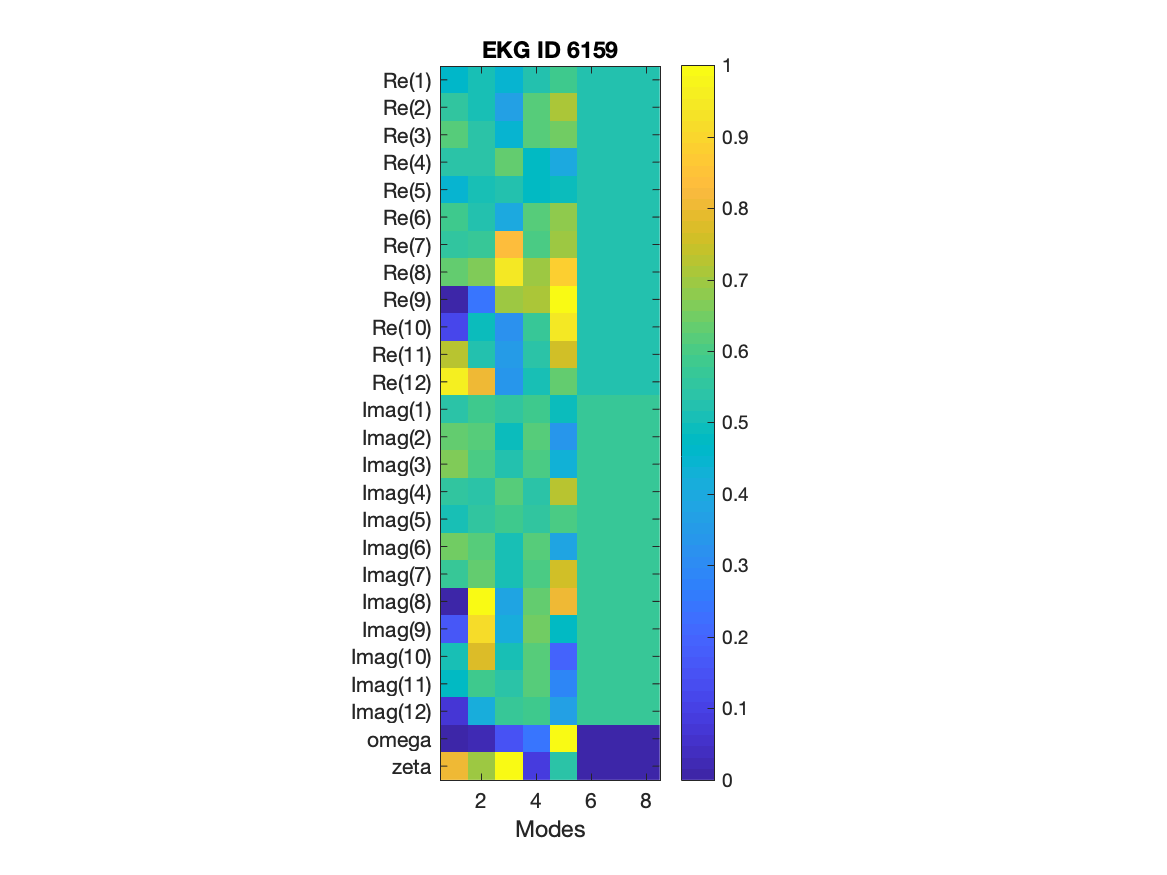 EKG ID 6159
Re(1)
Re(2)
Re(3)
Re(4)
Re(5)
Re(6)
Re(7)
Re(8)
Re(9)
Re(10)
Re(11)
Re(12)
Imag(1)
Imag(2)
Imag(3)
Imag(4)
Imag(5)
Imag(6)
Imag(7)
Imag(8)
Imag(9)
Imag(10)
Imag(11)
Imag(12)
omega
zeta
2 4 6 8
Modes
1
0.9
0.8
0.7
0.6
0.5
0.4
0.3
0.2
0.1
0